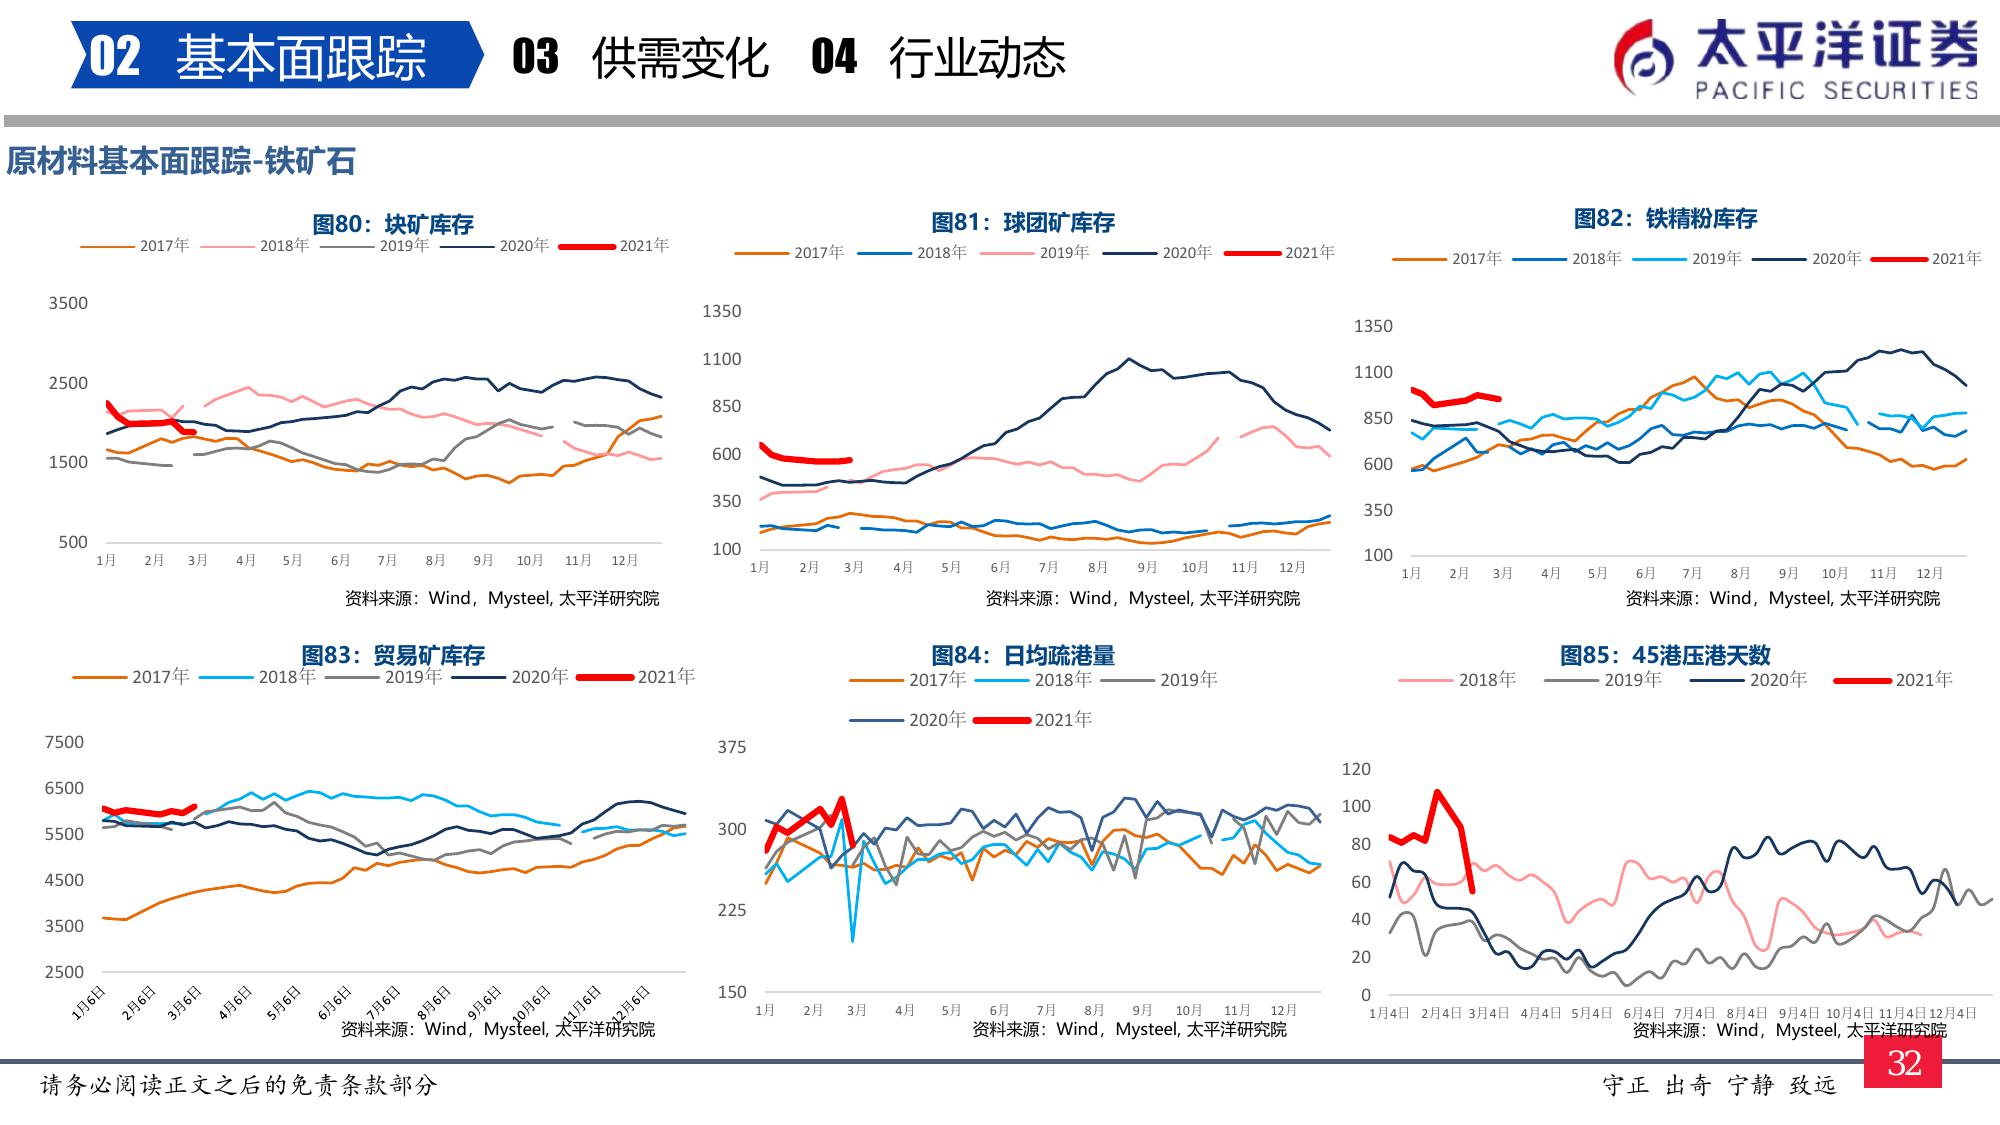 02 基本面跟踪 03 供需变化 04 行业动态
太平洋证券
PACIFIC SECURITIES
原材料基本面跟踪-铁矿石
图80：块矿库存
2017年 2018年 2019年 2020年 2021年
3500
2500
1500
500
1月 2月 3月 4月 5月 6月 7月 8月 9月 10月 11月 12月
资料来源：Wind，Mysteel, 太平洋研究院
图81：球团矿库存
2017年 2018年 2019年 2020年 2021年
1350
1100
850
600
350
100
1月 2月 3月 4月 5月 6月 7月 8月 9月 10月 11月 12月
资料来源：Wind，Mysteel, 太平洋研究院
图82：铁精粉库存
2017年 2018年 2019年 2020年 2021年
1350
1100
850
600
350
100
1月 2月 3月 4月 5月 6月 7月 8月 9月 10月 11月 12月
资料来源：Wind，Mysteel, 太平洋研究院
图83：贸易矿库存
2017年 2018年 2019年 2020年 2021年
7500
6500
5500
4500
3500
2500
1月6日 2月6日 3月6日 4月6日 5月6日 6月6日 7月6日 8月6日 9月6日 10月6日 11月6日 12月6日
资料来源：Wind，Mysteel, 太平洋研究院
图84：日均疏港量
2017年 2018年 2019年
2020年 2021年
375
300
225
150
1月 2月 3月 4月 5月 6月 7月 8月 9月 10月 11月 12月
资料来源：Wind，Mysteel, 太平洋研究院
图85：45港压港天数
2018年 2019年 2020年 2021年
120
100
80
60
40
20
0
1月4日 2月4日 3月4日 4月4日 5月4日 6月4日 7月4日 8月4日 9月4日 10月4日 11月4日 12月4日
资料来源：Wind，Mysteel, 太平洋研究院
请务必阅读正文之后的免责条款部分
守正 出奇 宁静 致远
32